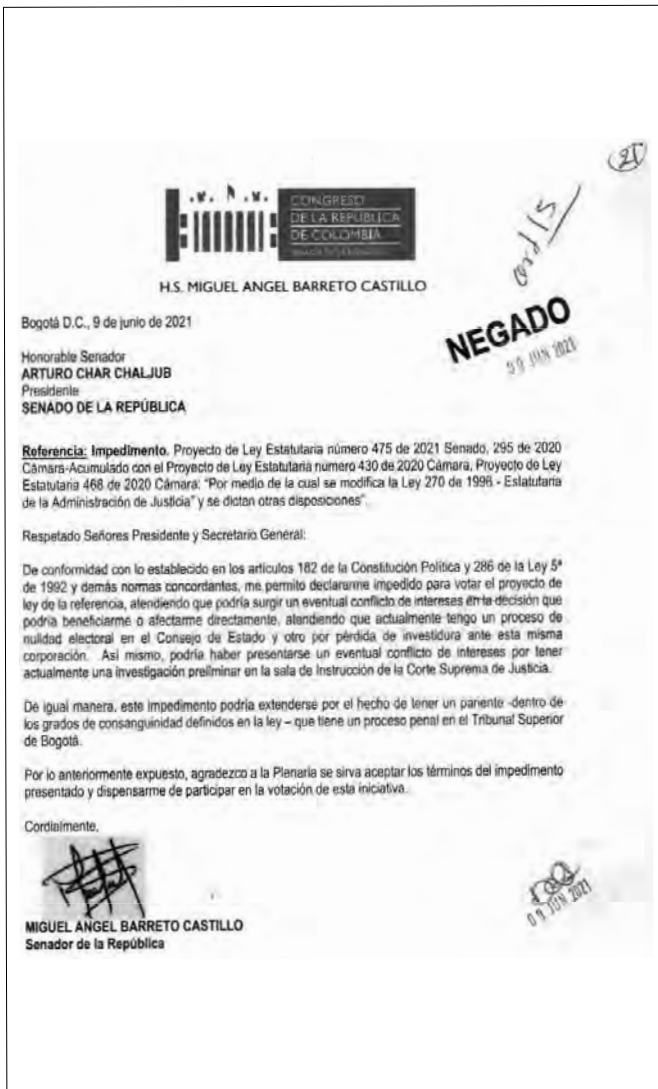 21
CONGRESO
DE LA REPÚBLICA
DE COLOMBIA
H.S. MIGUEL ANGEL BARRETO CASTILLO
Bogotá D.C., 9 de junio de 2021
NEGADO
09 JUN 2021
Honorable Senador
ARTURO CHAR CHALJUB
Presidente
SENADO DE LA REPÚBLICA
Referencia: Impedimento. Proyecto de Ley Estatutaria número 475 de 2021 Senado, 295 de 2020
Cámara-Acumulado con el Proyecto de Ley Estatutaria numero 430 de 2020 Cámara, Proyecto de Ley
Estatutaria 468 de 2020 Cámara: "Por medio de la cual se modifica la Ley 270 de 1996 - Estatutaria
de la Administración de Justicia" y se dictan otras disposiciones".
Respetado Señores Presidente y Secretario General:
De conformidad con lo establecido en los artículos 182 de la Constitución Política y 286 de la Ley 5ª
de 1992 y demás normas concordantes, me permito declararme impedido para votar el proyecto de
ley de la referencia, atendiendo que podría surgir un eventual conflicto de intereses en la decisión que
podría beneficiarme o afectarme directamente, atendiendo que actualmente tengo un proceso de
nulidad electoral en el Consejo de Estado y otro por pérdida de investidura ante esta misma
corporación. Así mismo, podría haber presentarse un eventual conflicto de intereses por tener
actualmente una investigación preliminar en la sala de Instrucción de la Corte Suprema de Justicia.
De igual manera, este impedimento podría extenderse por el hecho de tener un pariente -dentro de
los grados de consanguinidad definidos en la ley – que tiene un proceso penal en el Tribunal Superior
de Bogotá.
Por lo anteriormente expuesto, agradezco a la Plenaria se sirva aceptar los términos del impedimento
presentado y dispensarme de participar en la votación de esta iniciativa.
Cordialmente,
MIGUEL ANGEL BARRETO CASTILLO
Senador de la República
09 JUN 2021